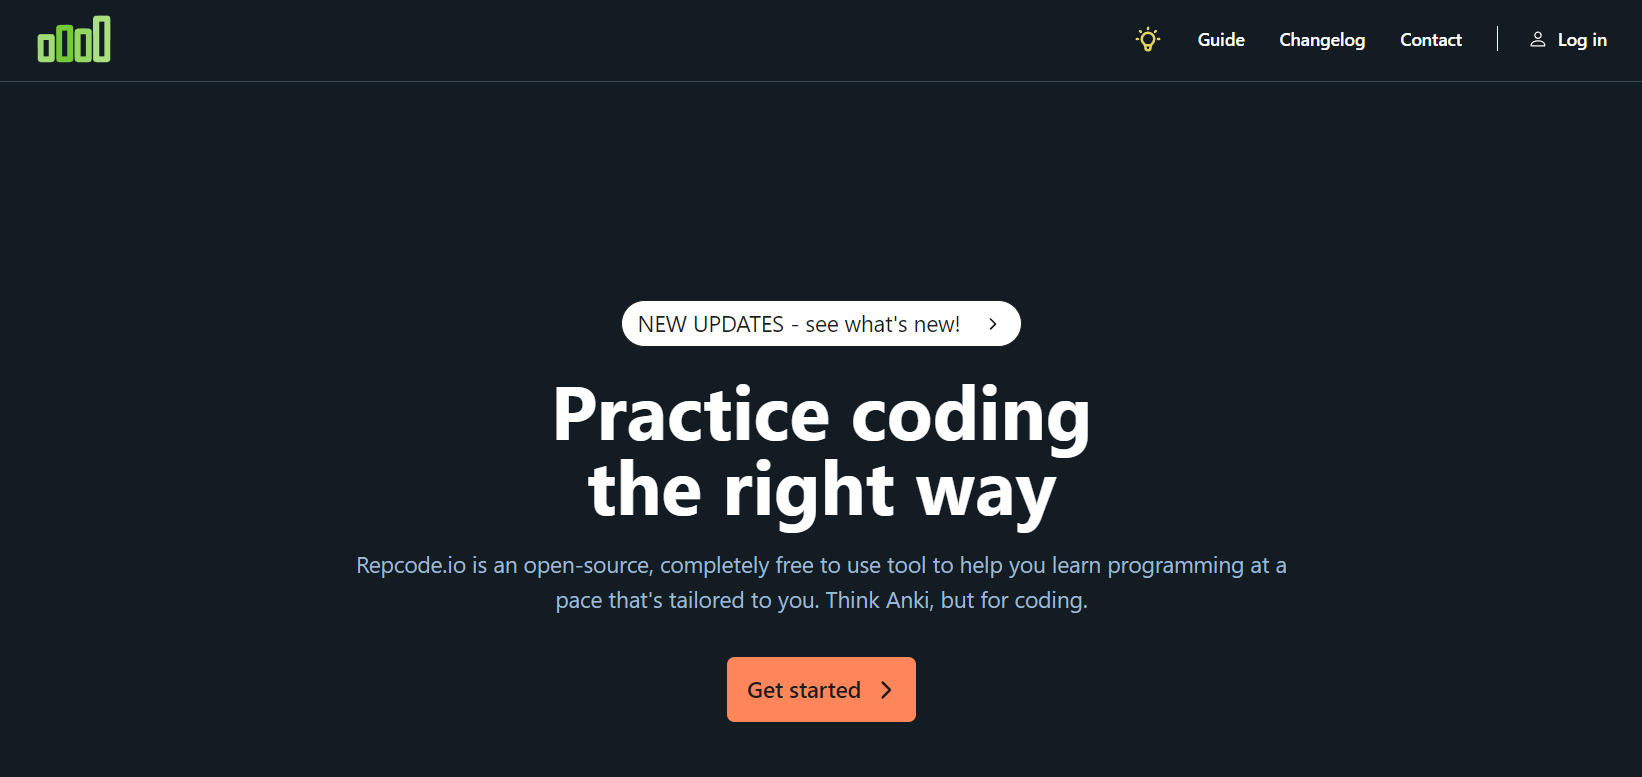 Guide Changelog Contact Log in
NEW UPDATES - see what's new!
Practice coding
the right way
Repcode.io is an open-source, completely free to use tool to help you learn programming at a
pace that's tailored to you. Think Anki, but for coding.
Get started